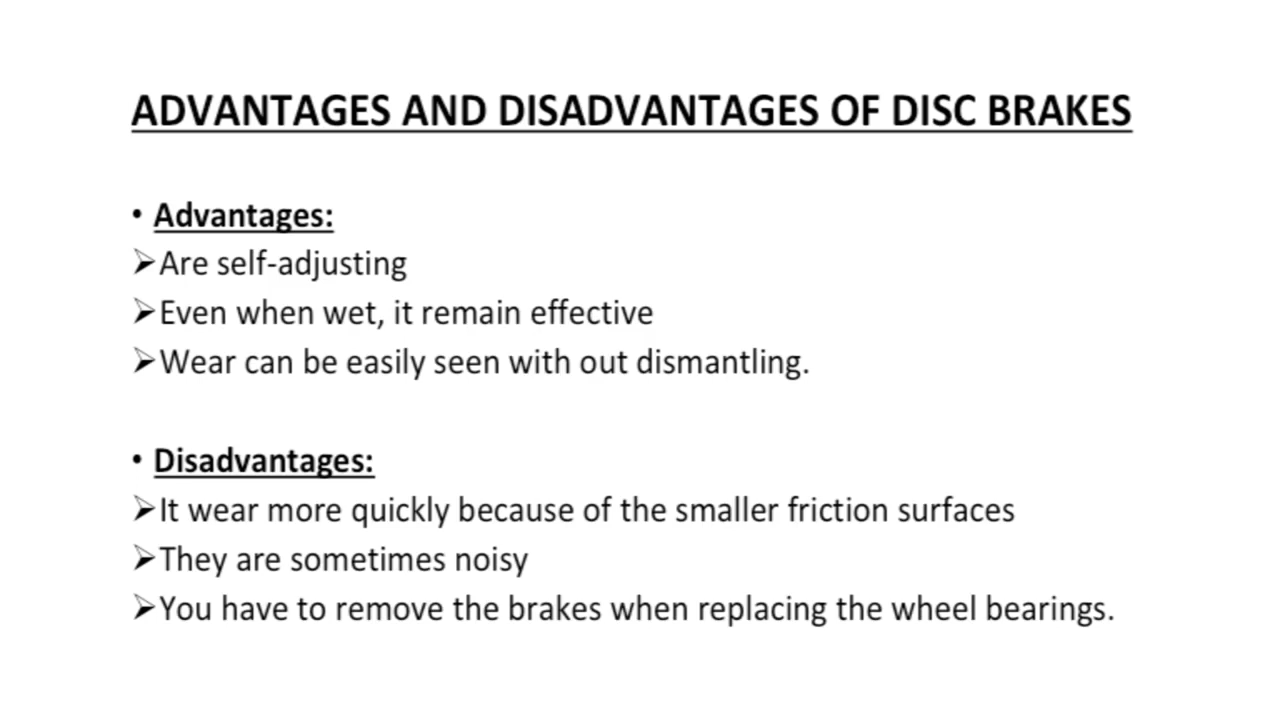 ADVANTAGES AND DISADVANTAGES OF DISC BRAKES
• Advantages:
➢Are self-adjusting
➢Even when wet, it remain effective
➢Wear can be easily seen with out dismantling.
• Disadvantages:
➢It wear more quickly because of the smaller friction surfaces
➢They are sometimes noisy
➢You have to remove the brakes when replacing the wheel bearings.